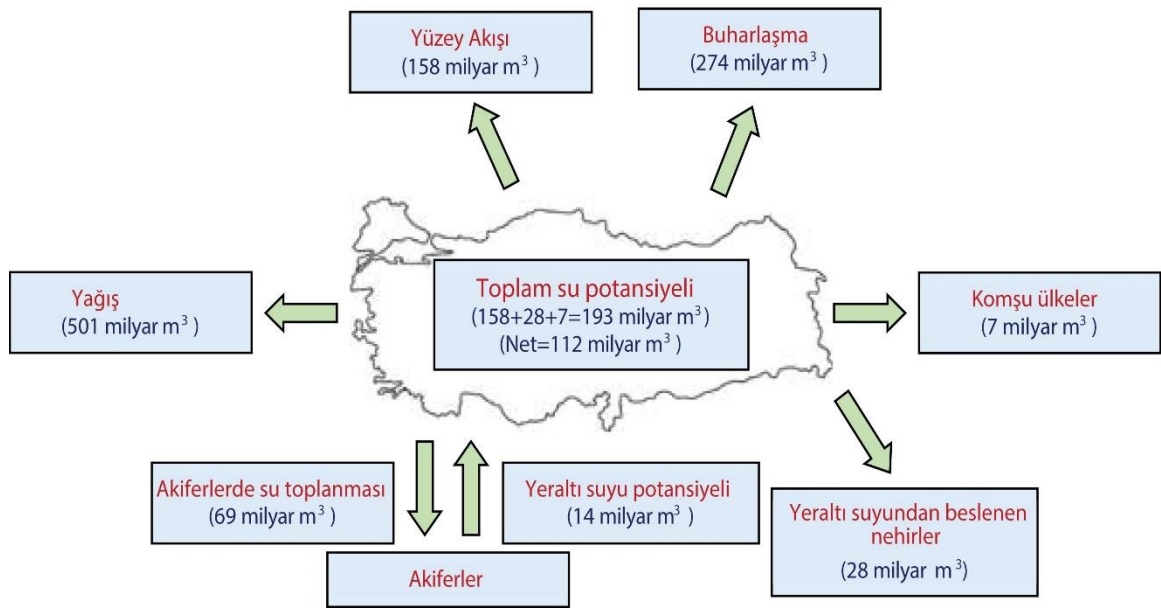 Yüzey Akışı
(158 milyar m³ )
Buharlaşma
(274 milyar m³ )
Yağış
(501 milyar m³ )
Toplam su potansiyeli
(158+28+7=193 milyar m³)
(Net=112 milyar m³ )
Komşu ülkeler
(7 milyar m³ )
Akiferlerde su toplanması
(69 milyar m³ )
Yeraltı suyu potansiyeli
(14 milyar m³ )
Yeraltı suyundan beslenen
nehirler
(28 milyar m³)
Akiferler